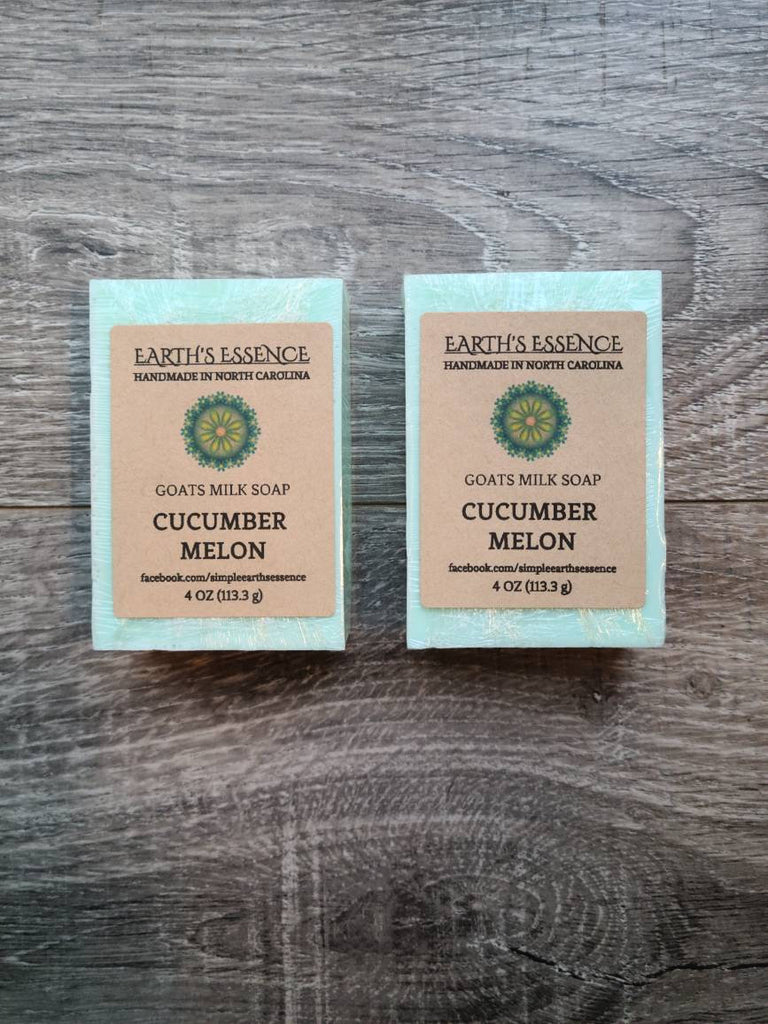 EARTH'S ESSENCE
HANDMADE IN NORTH CAROLINA
GOATS MILK SOAP
CUCUMBER
MELON
facebook.com/simpleearthsessence
4 OZ (113.3 g)
EARTH'S ESSENCE
HANDMADE IN NORTH CAROLINA
GOATS MILK SOAP
CUCUMBER
MELON
facebook.com/simpleearthsessence
4 OZ (113.3 g)